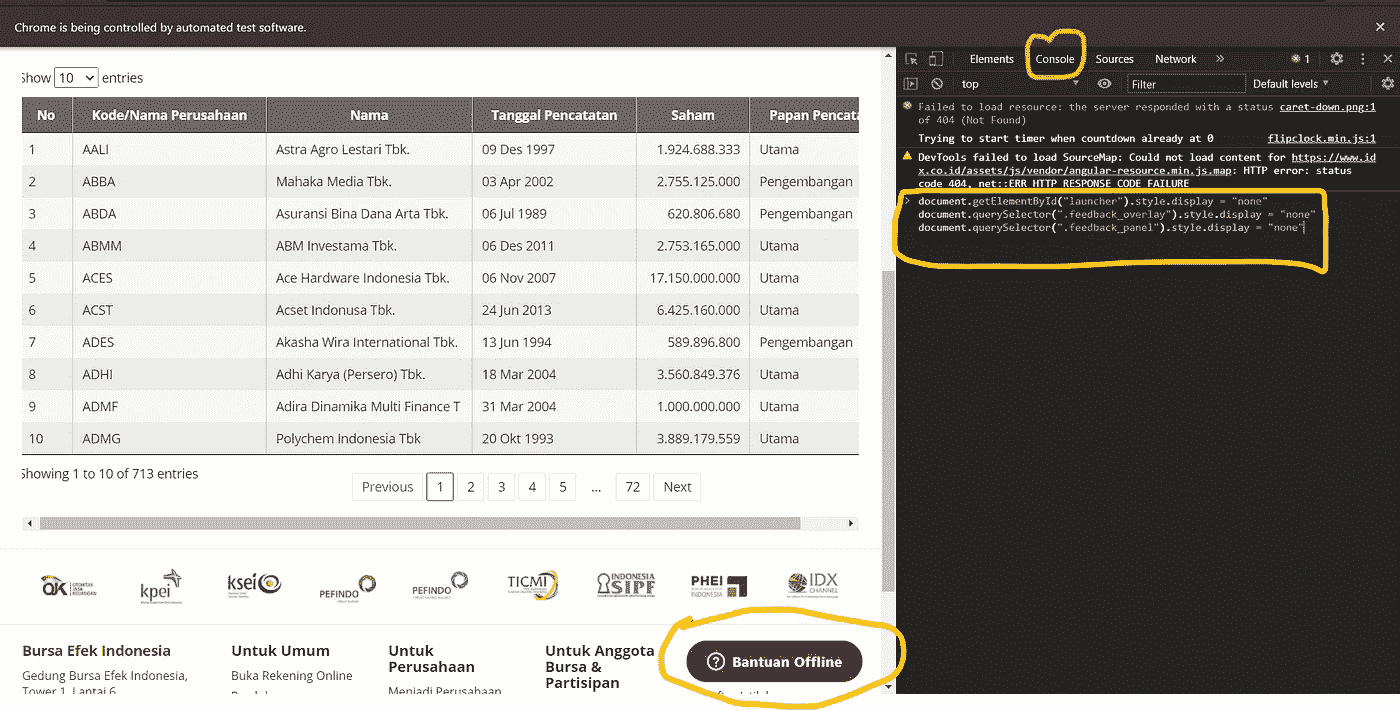 Chrome is being controlled by automated test software.
Show 10 entries
No Kode/Nama Perusahaan Nama Tanggal Pencatatan Saham Papan Pencata
1 AALI Astra Agro Lestari Tbk. 09 Des 1997 1.924.688.333 Utama
2 ABBA Mahaka Media Tbk. 03 Apr 2002 2.755.125.000 Pengembangan
3 ABDA Asuransi Bina Dana Arta Tbk. 06 Jul 1989 620.806.680 Pengembangan
4 ABMM ABM Investama Tbk. 06 Des 2011 2.753.165.000 Utama
5 ACES Ace Hardware Indonesia Tbk. 06 Nov 2007 17.150.000.000 Utama
6 ACST Acset Indonusa Tbk. 24 Jun 2013 6.425.160.000 Utama
7 ADES Akasha Wira International Tbk. 13 Jun 1994 589.896.800 Pengembangan
8 ADHI Adhi Karya (Persero) Tbk. 18 Mar 2004 3.560.849.376 Utama
9 ADMF Adira Dinamika Multi Finance T 31 Mar 2004 1.000.000.000 Utama
10 ADMG Polychem Indonesia Tbk 20 Okt 1993 3.889.179.559 Utama
Showing 1 to 10 of 713 entries
Previous 1 2 3 4 5 ... 72 Next
OK kpei ksei PEFINDO PEFINDO TICMI INDONESIA SIPF PHEI IDX CHANNEL
Bursa Efek Indonesia
Gedung Bursa Efek Indonesia,
Tower 1, Lantai 6
Untuk Umum
Buka Rekening Online
Untuk
Perusahaan
Menjadi Perusahaan
Untuk Anggota
Bursa &
Partisipan
Bantuan Offline
Elements Console Sources Network » 1
top Filter Default levels
Failed to load resource: the server responded with a status caret-down.png:1
of 404 (Not Found)
Trying to start timer when countdown already at 0 flipclock.min.js:1
DevTools failed to load SourceMap: Could not load content for https://www.id
x.co.id/assets/js/vendor/angular-resource.min.js.map: HTTP error: status
code 404, net::ERR_HTTP_RESPONSE_CODE_FAILURE
document.getElementById("launcher").style.display = "none"
document.querySelector(".feedback_overlay").style.display = "none"
document.querySelector(".feedback_panel").style.display = "none"